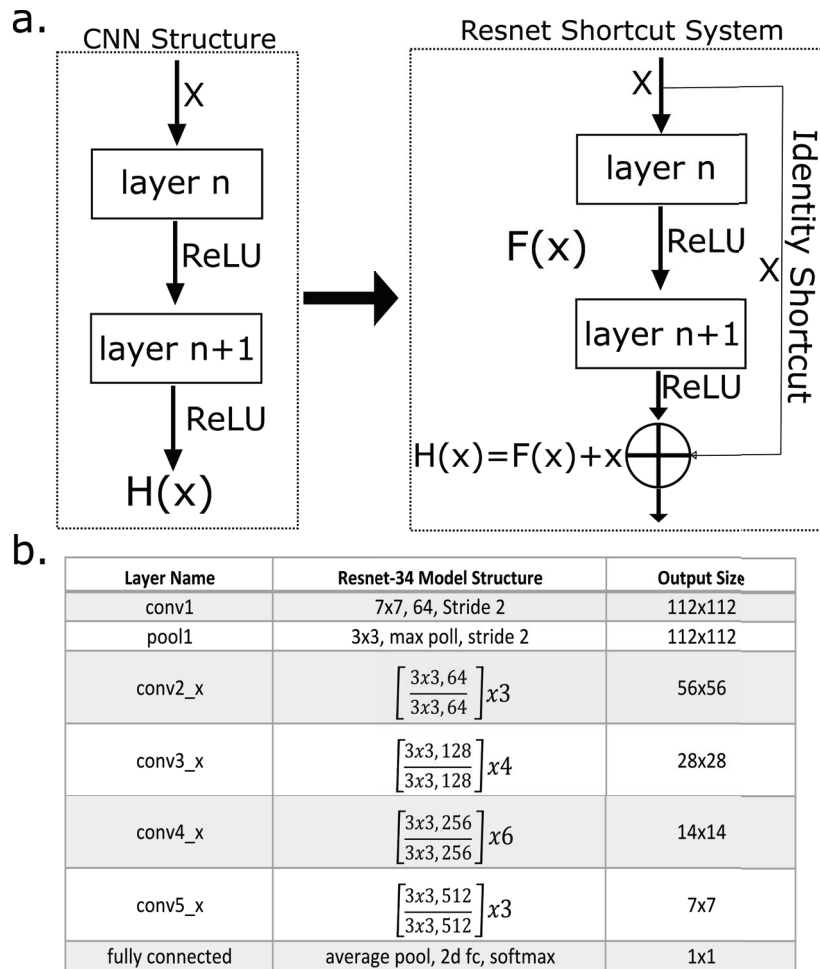 a.
CNN Structure
X
layer n
ReLU
layer n+1
ReLU
H(x)
Resnet Shortcut System
X
layer n
F(x)
ReLU
X
Identity Shortcut
layer n+1
ReLU
H(x)=F(x)+x
b.
Layer Name Resnet-34 Model Structure Output Size
conv1 7x7, 64, Stride 2 112x112
pool1 3x3, max poll, stride 2 112x112
conv2_x [3x3, 64 / 3x3, 64] x3 56x56
conv3_x [3x3, 128 / 3x3, 128] x4 28x28
conv4_x [3x3, 256 / 3x3, 256] x6 14x14
conv5_x [3x3, 512 / 3x3, 512] x3 7x7
fully connected average pool, 2d fc, softmax 1x1